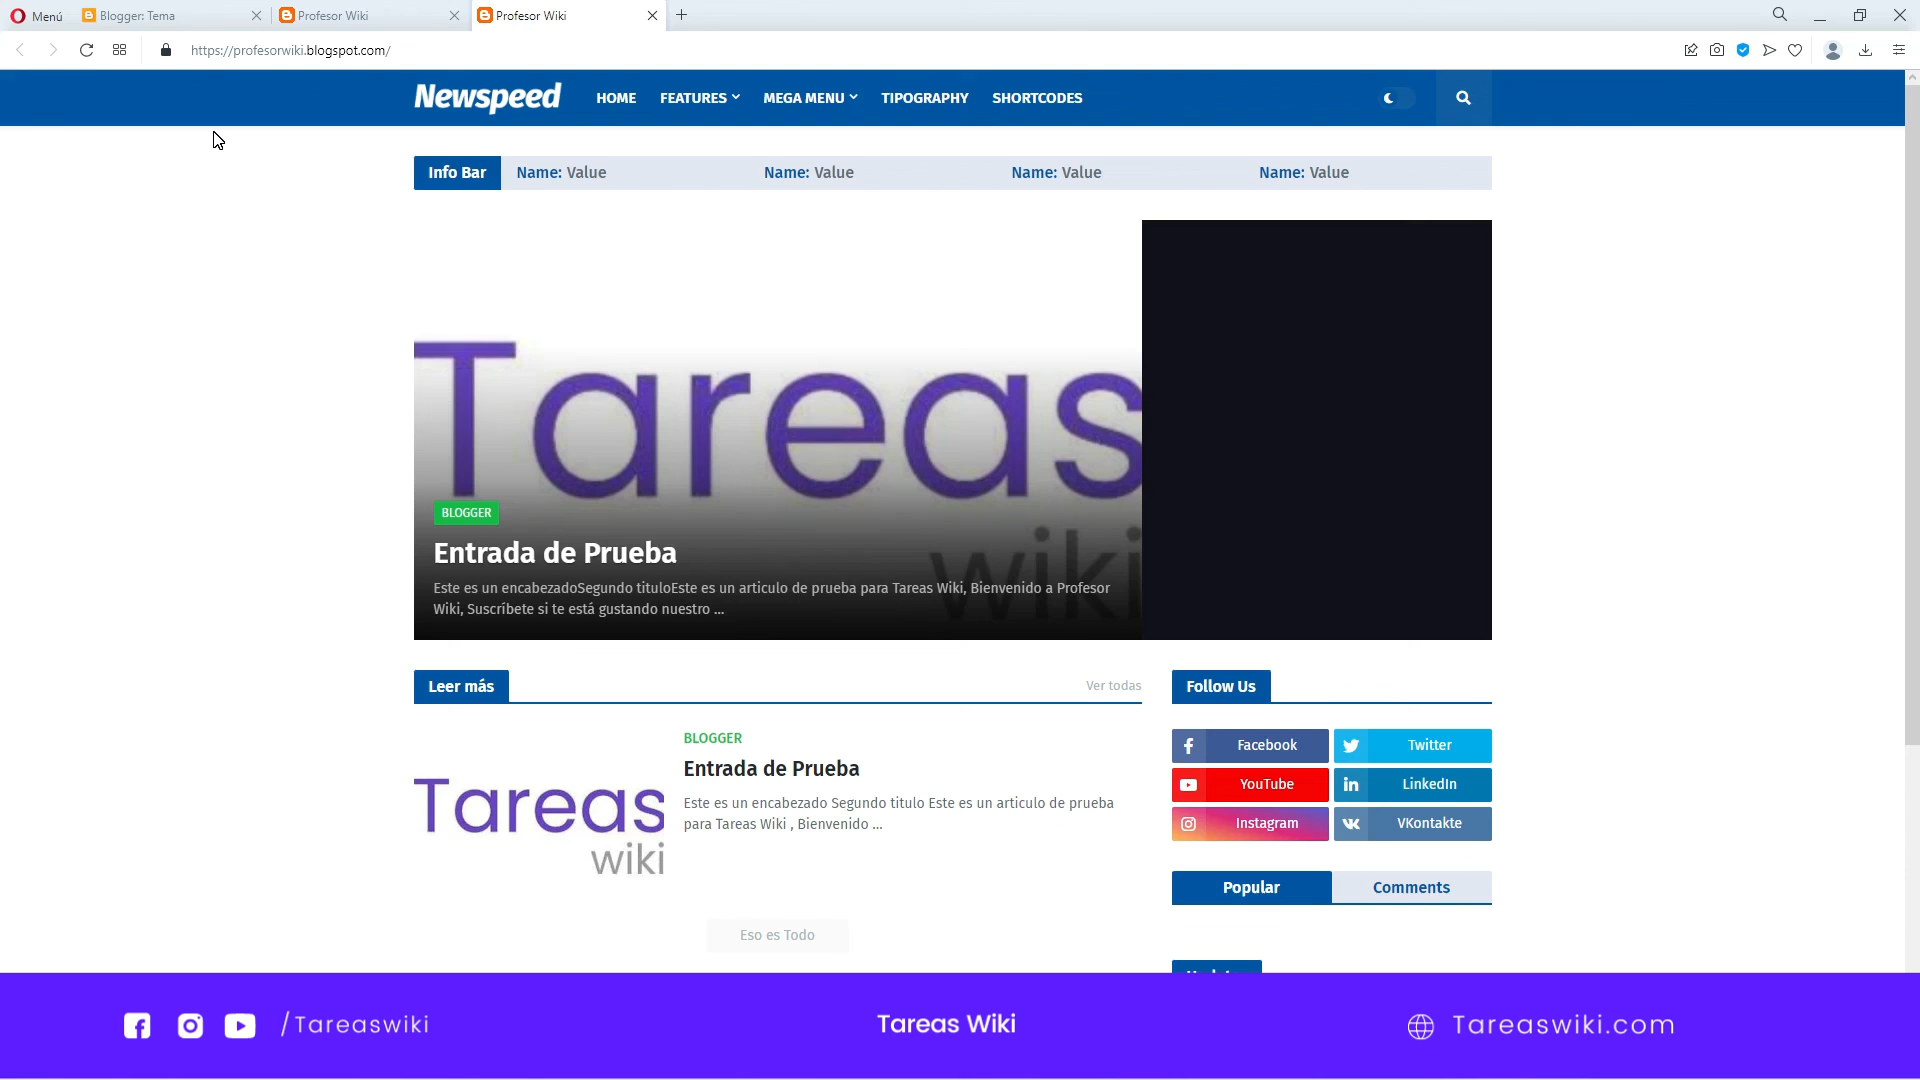 Menú
Blogger: Tema
Profesor Wiki
Profesor Wiki
https://profesorwiki.blogspot.com/
Newspeed
HOME
FEATURES
MEGA MENU
TIPOGRAPHY
SHORTCODES
Info Bar
Name: Value
Name: Value
Name: Value
Name: Value
Tareas
wiki
BLOGGER
Entrada de Prueba
Este es un encabezadoSegundo tituloEste es un articulo de prueba para Tareas Wiki, Bienvenido a Profesor
Wiki, Suscríbete si te está gustando nuestro ...
Leer más
Ver todas
Tareas
wiki
BLOGGER
Entrada de Prueba
Este es un encabezado Segundo titulo Este es un articulo de prueba
para Tareas Wiki , Bienvenido ...
Eso es Todo
Follow Us
Facebook
Twitter
YouTube
LinkedIn
Instagram
VKontakte
Popular
Comments
/Tareaswiki
Tareas Wiki
Tareaswiki.com